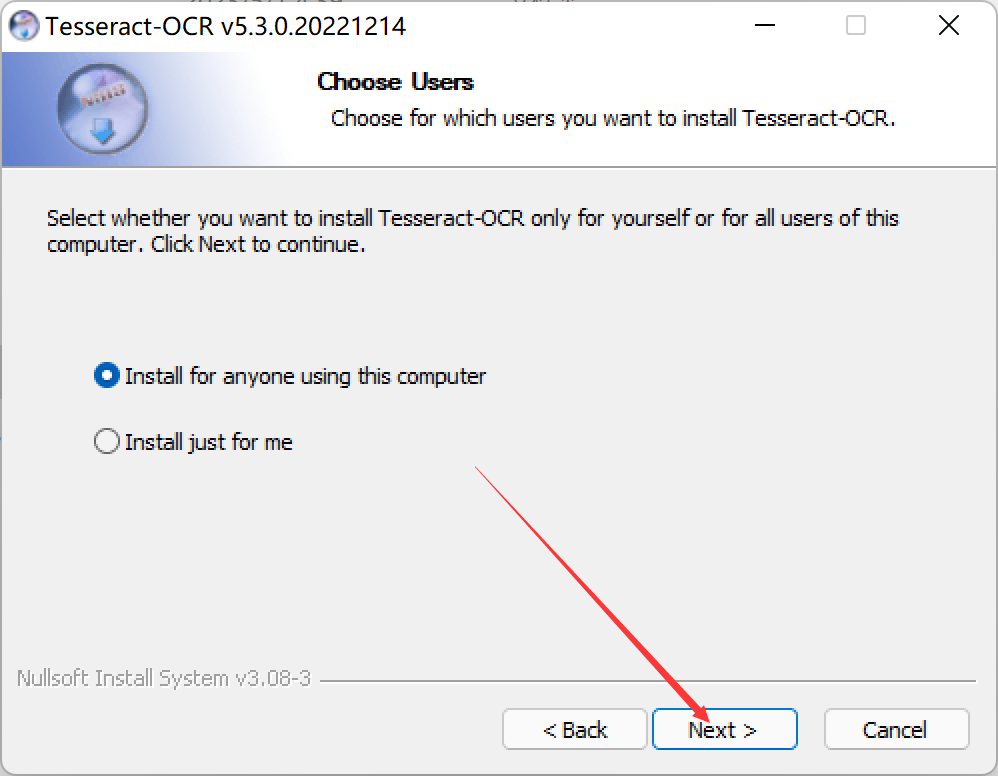 Tesseract-OCR v5.3.0.20221214
Choose Users
Choose for which users you want to install Tesseract-OCR.
Select whether you want to install Tesseract-OCR only for yourself or for all users of this
computer. Click Next to continue.
Install for anyone using this computer
Install just for me
Nullsoft Install System v3.08-3
< Back
Next >
Cancel